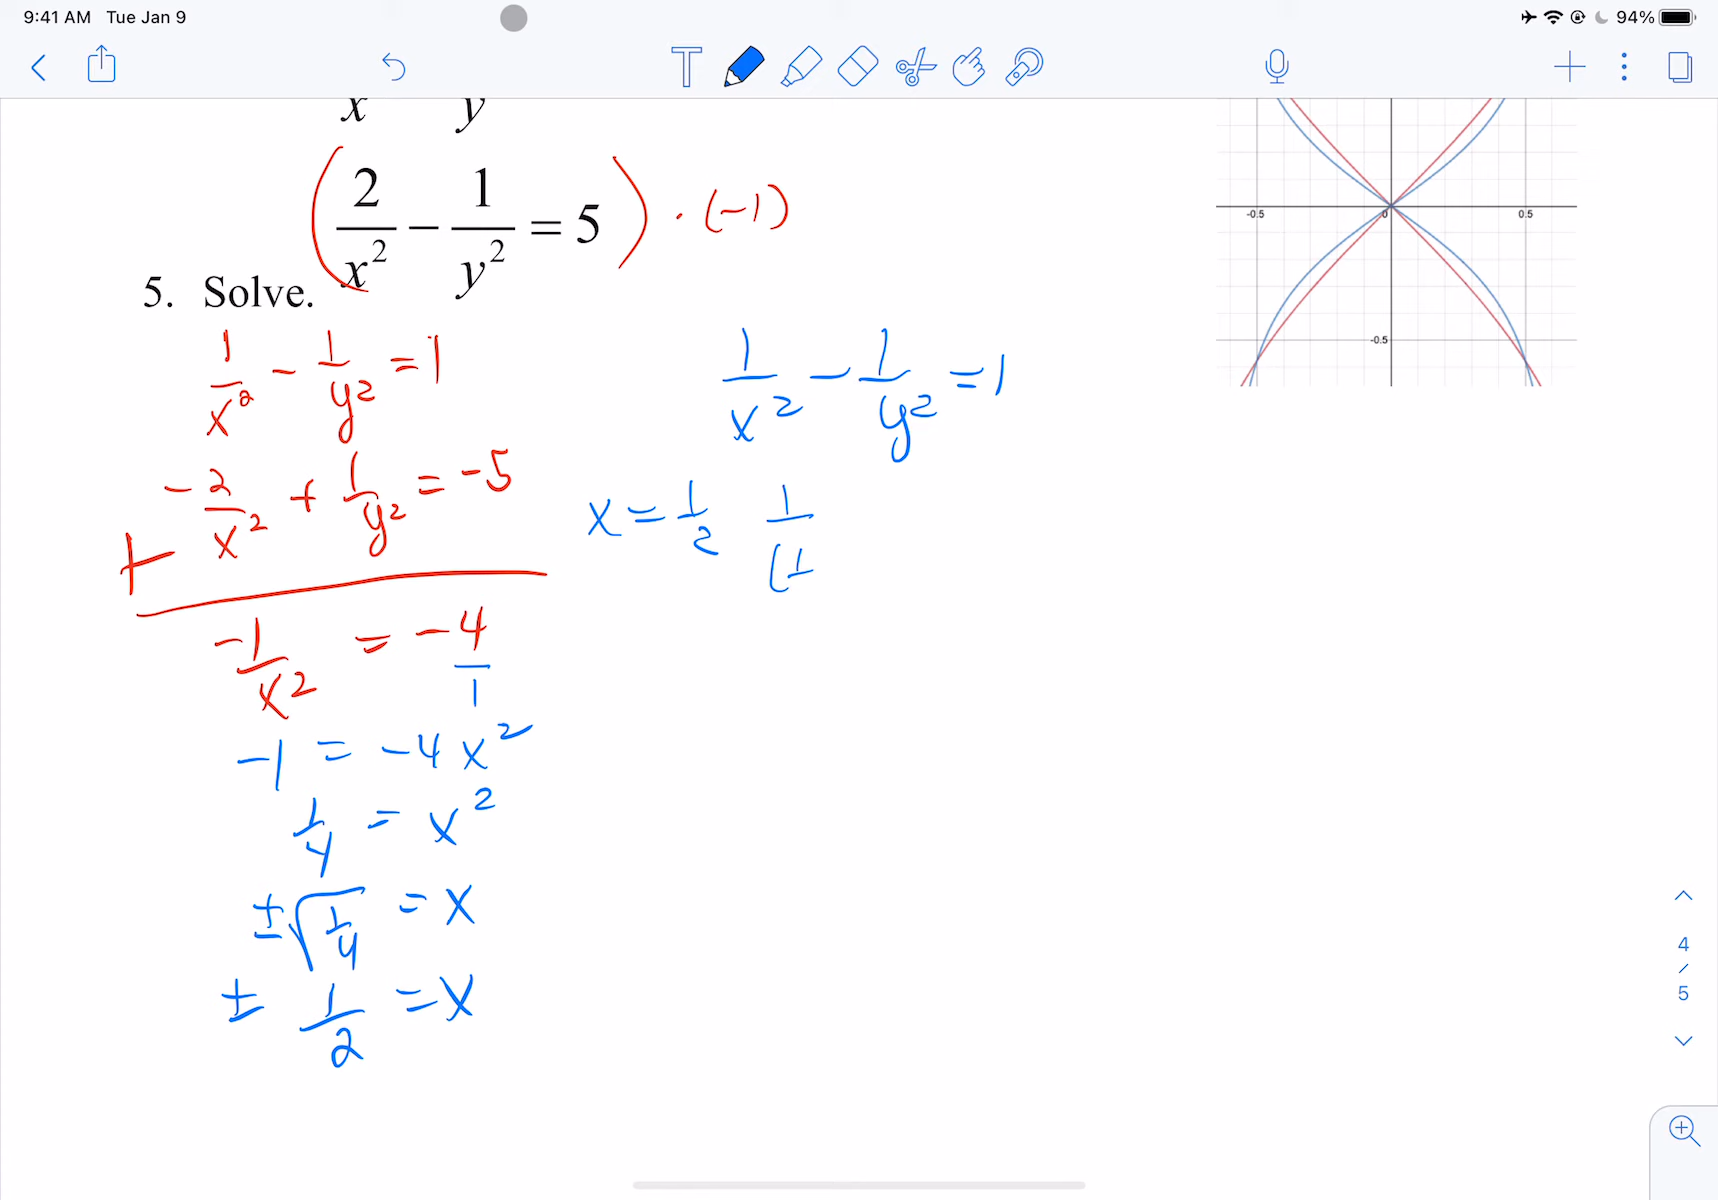 9:41 AM Tue Jan 9
94%
T
x y
(2/x² − 1/y² = 5) · (−1)
5. Solve.
1/x² − 1/y² = 1
− 2/x² + 1/y² = −5
+
−1/x² = −4/1
−1 = −4x²
1/4 = x²
±√1/4 = x
± 1/2 = x
1/x² − 1/y² = 1
x = 1/2 1/(1
-0.5 0 0.5
-0.5
4
/
5